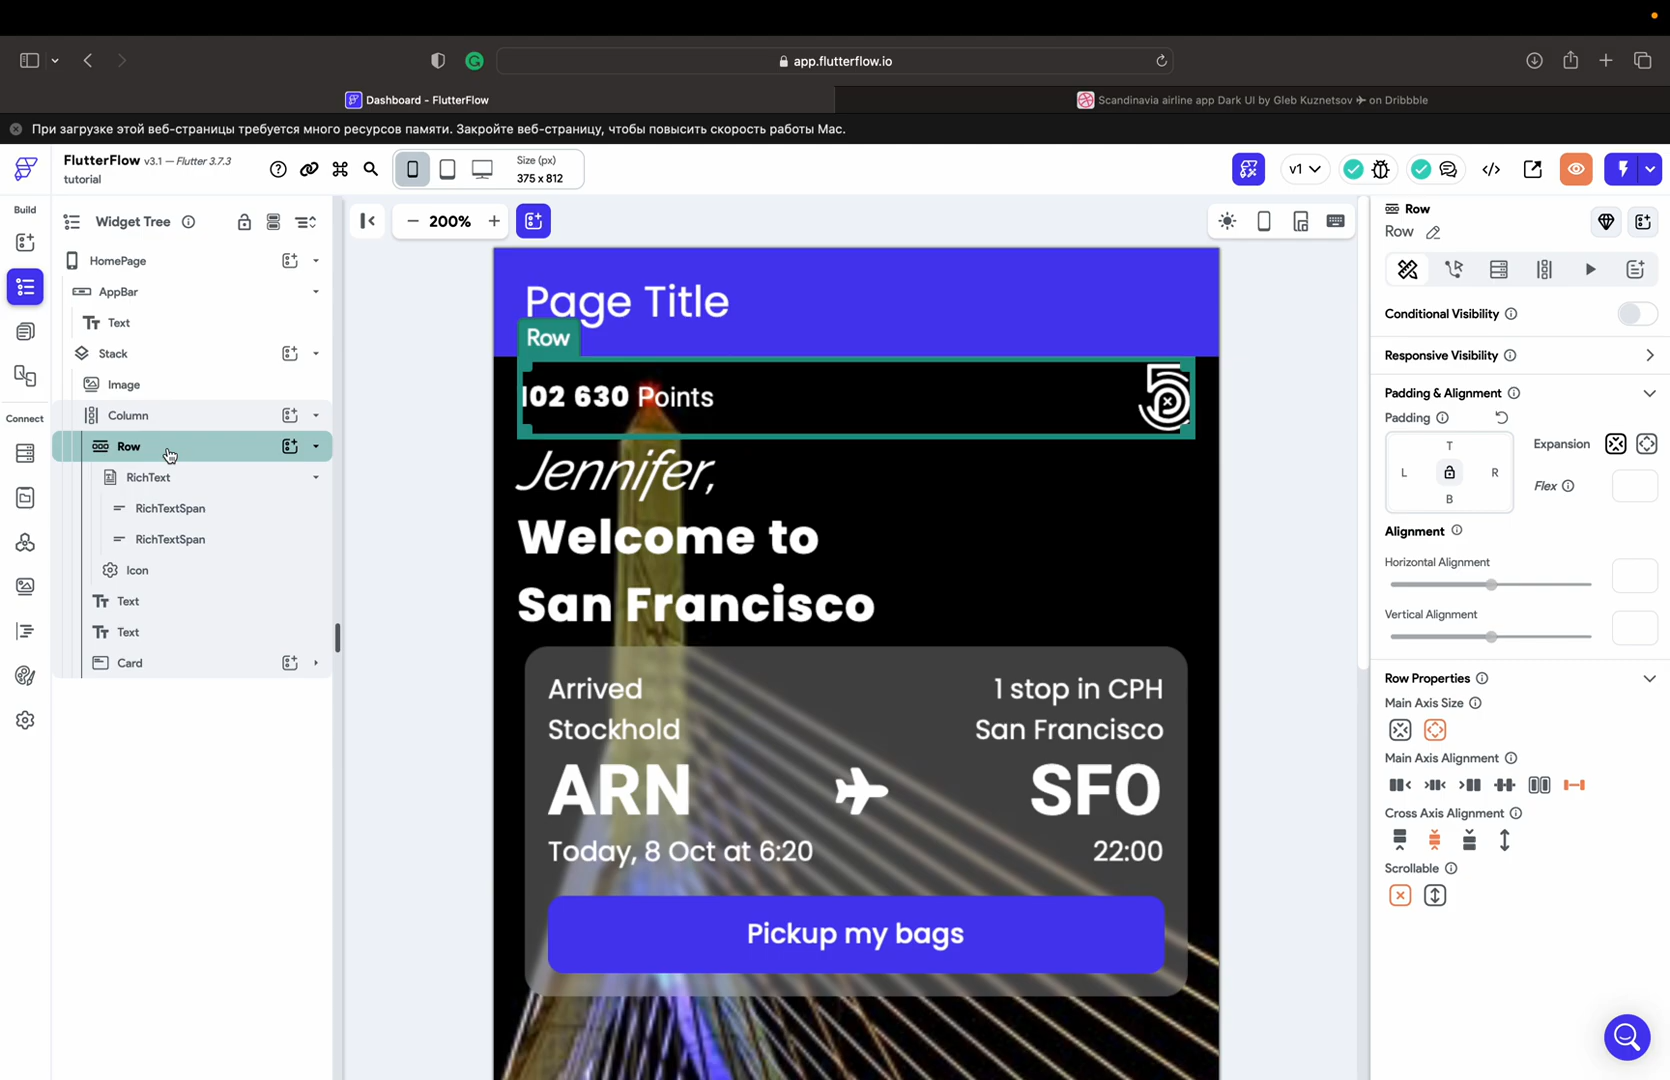 app.flutterflow.io
Dashboard - FlutterFlow
Scandinavia airline app Dark UI by Gleb Kuznetsov ✈ on Dribbble
При загрузке этой веб-страницы требуется много ресурсов памяти. Закройте веб-страницу, чтобы повысить скорость работы Mac.
FlutterFlow v3.1 — Flutter 3.7.3
tutorial
Size (px)
375 x 812
v1
Build
Connect
Widget Tree
HomePage
AppBar
Text
Stack
Image
Column
Row
RichText
RichTextSpan
RichTextSpan
Icon
Text
Text
Card
200%
Page Title
Row
102 630 Points
Jennifer,
Welcome to
San Francisco
Arrived
1 stop in CPH
Stockhold
San Francisco
ARN
SFO
Today, 8 Oct at 6:20
22:00
Pickup my bags
Row
Row
Conditional Visibility
Responsive Visibility
Padding & Alignment
Padding
T
L
R
B
Expansion
Flex
Alignment
Horizontal Alignment
Vertical Alignment
Row Properties
Main Axis Size
Main Axis Alignment
Cross Axis Alignment
Scrollable